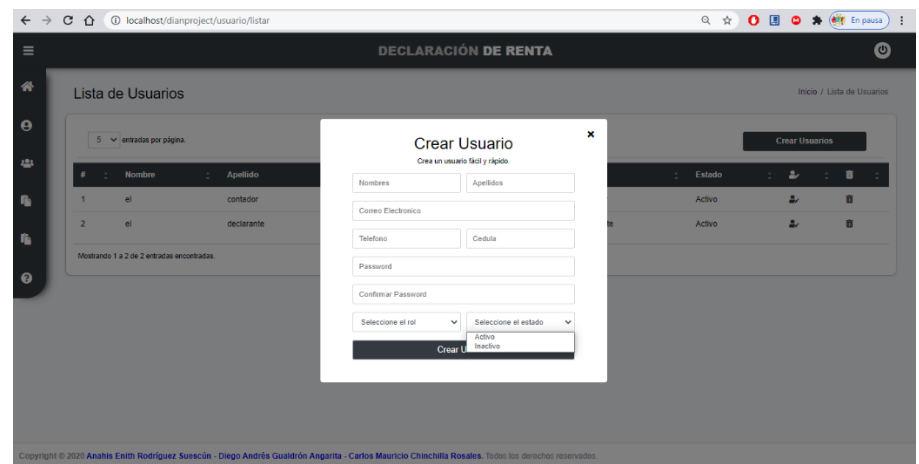 localhost/dianproject/usuario/listar
En pausa
DECLARACIÓN DE RENTA
Lista de Usuarios
Inicio / Lista de Usuarios
5 entradas por página.
Crear Usuarios
# Nombre Apellido Estado
1 el contador Activo
2 el declarante Activo
Mostrando 1 a 2 de 2 entradas encontradas.
Crear Usuario
Crea un usuario fácil y rápido.
Nombres Apellidos
Correo Electronico
Telefono Cedula
Password
Confirmar Password
Seleccione el rol Seleccione el estado
Activo
Inactivo
Crear U
Copyright © 2020 Anahis Enith Rodríguez Suescún - Diego Andrés Gualdrón Angarita - Carlos Mauricio Chinchilla Rosales. Todos los derechos reservados.